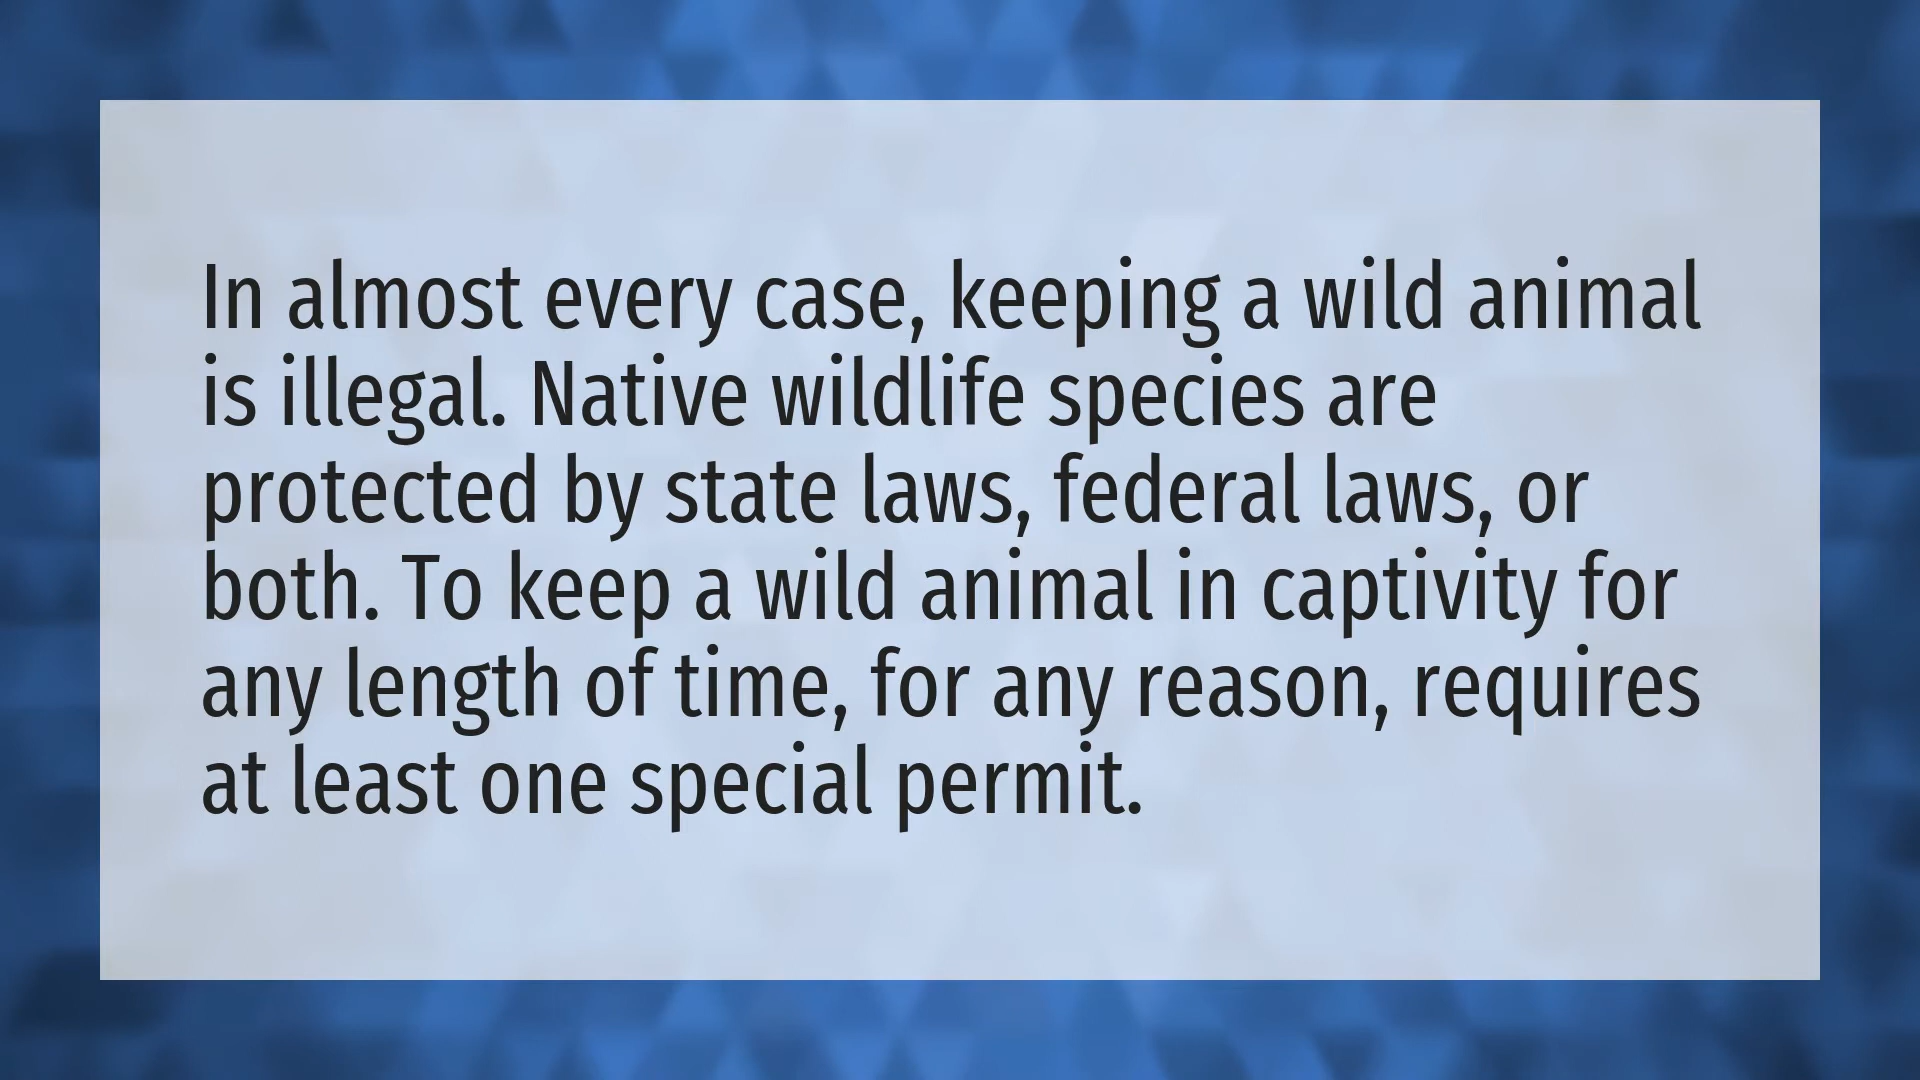 In almost every case, keeping a wild animal
is illegal. Native wildlife species are
protected by state laws, federal laws, or
both. To keep a wild animal in captivity for
any length of time, for any reason, requires
at least one special permit.